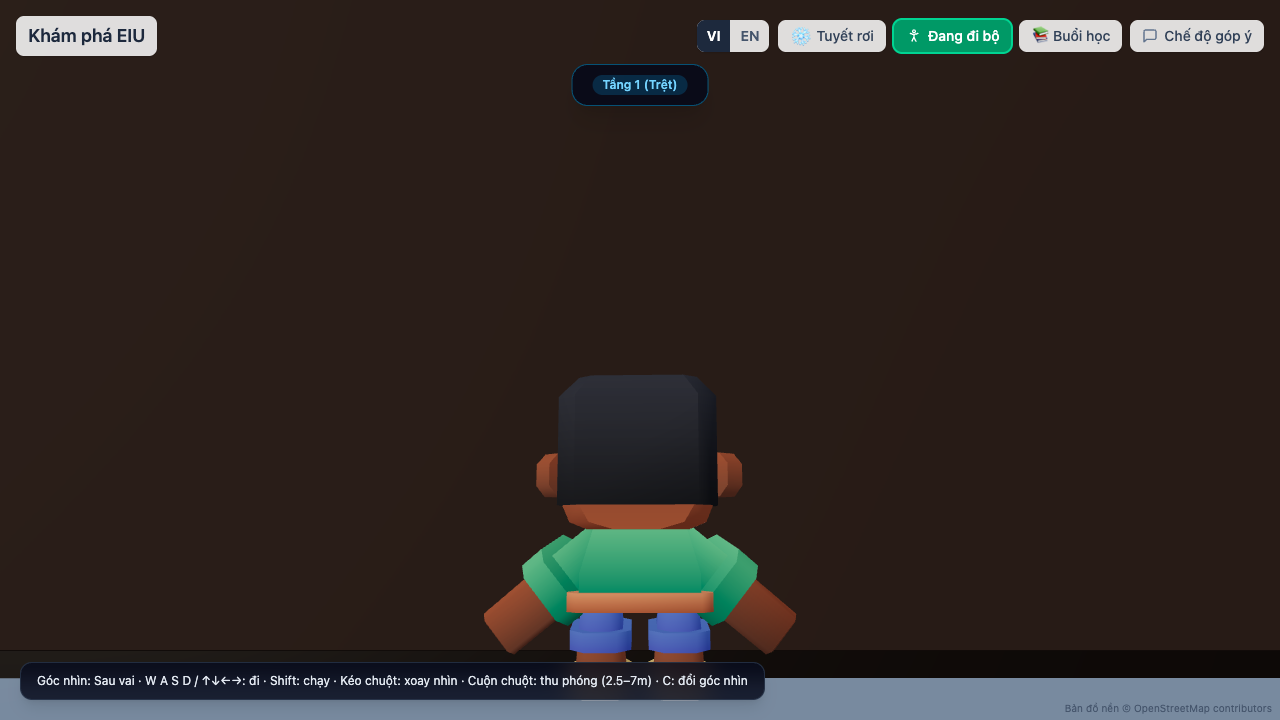 Khám phá EIU
VI EN Tuyết rơi Đang đi bộ Buổi học Chế độ góp ý
Tầng 1 (Trệt)
Góc nhìn: Sau vai · W A S D / ↑↓←→: đi · Shift: chạy · Kéo chuột: xoay nhìn · Cuộn chuột: thu phóng (2.5–7m) · C: đổi góc nhìn
Bản đồ nền © OpenStreetMap contributors